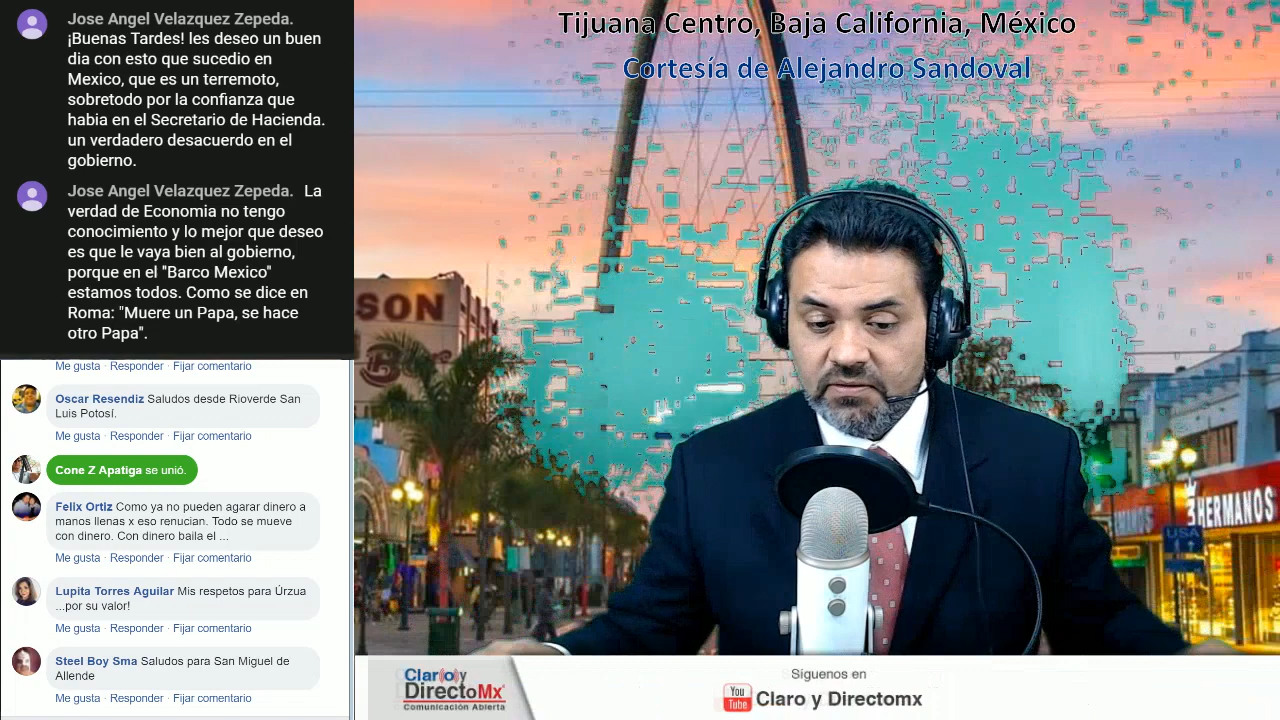 Jose Angel Velazquez Zepeda.
¡Buenas Tardes! les deseo un buen
dia con esto que sucedio en
Mexico, que es un terremoto,
sobretodo por la confianza que
habia en el Secretario de Hacienda.
un verdadero desacuerdo en el
gobierno.
Jose Angel Velazquez Zepeda. La
verdad de Economia no tengo
conocimiento y lo mejor que deseo
es que le vaya bien al gobierno,
porque en el "Barco Mexico"
estamos todos. Como se dice en
Roma: "Muere un Papa, se hace
otro Papa".
Me gusta · Responder · Fijar comentario
Oscar Resendiz Saludos desde Rioverde San
Luis Potosí.
Me gusta · Responder · Fijar comentario
Cone Z Apatiga se unió.
Felix Ortiz Como ya no pueden agarar dinero a
manos llenas x eso renucian. Todo se mueve
con dinero. Con dinero baila el ...
Me gusta · Responder · Fijar comentario
Lupita Torres Aguilar Mis respetos para Úrzua
...por su valor!
Me gusta · Responder · Fijar comentario
Steel Boy Sma Saludos para San Miguel de
Allende
Me gusta · Responder · Fijar comentario
Tijuana Centro, Baja California, México
Cortesía de Alejandro Sandoval
SON
HERMANOS
USA
Claro y
DirectoMx
Comunicación Abierta
Siguenos en
You
Tube
Claro y Directomx